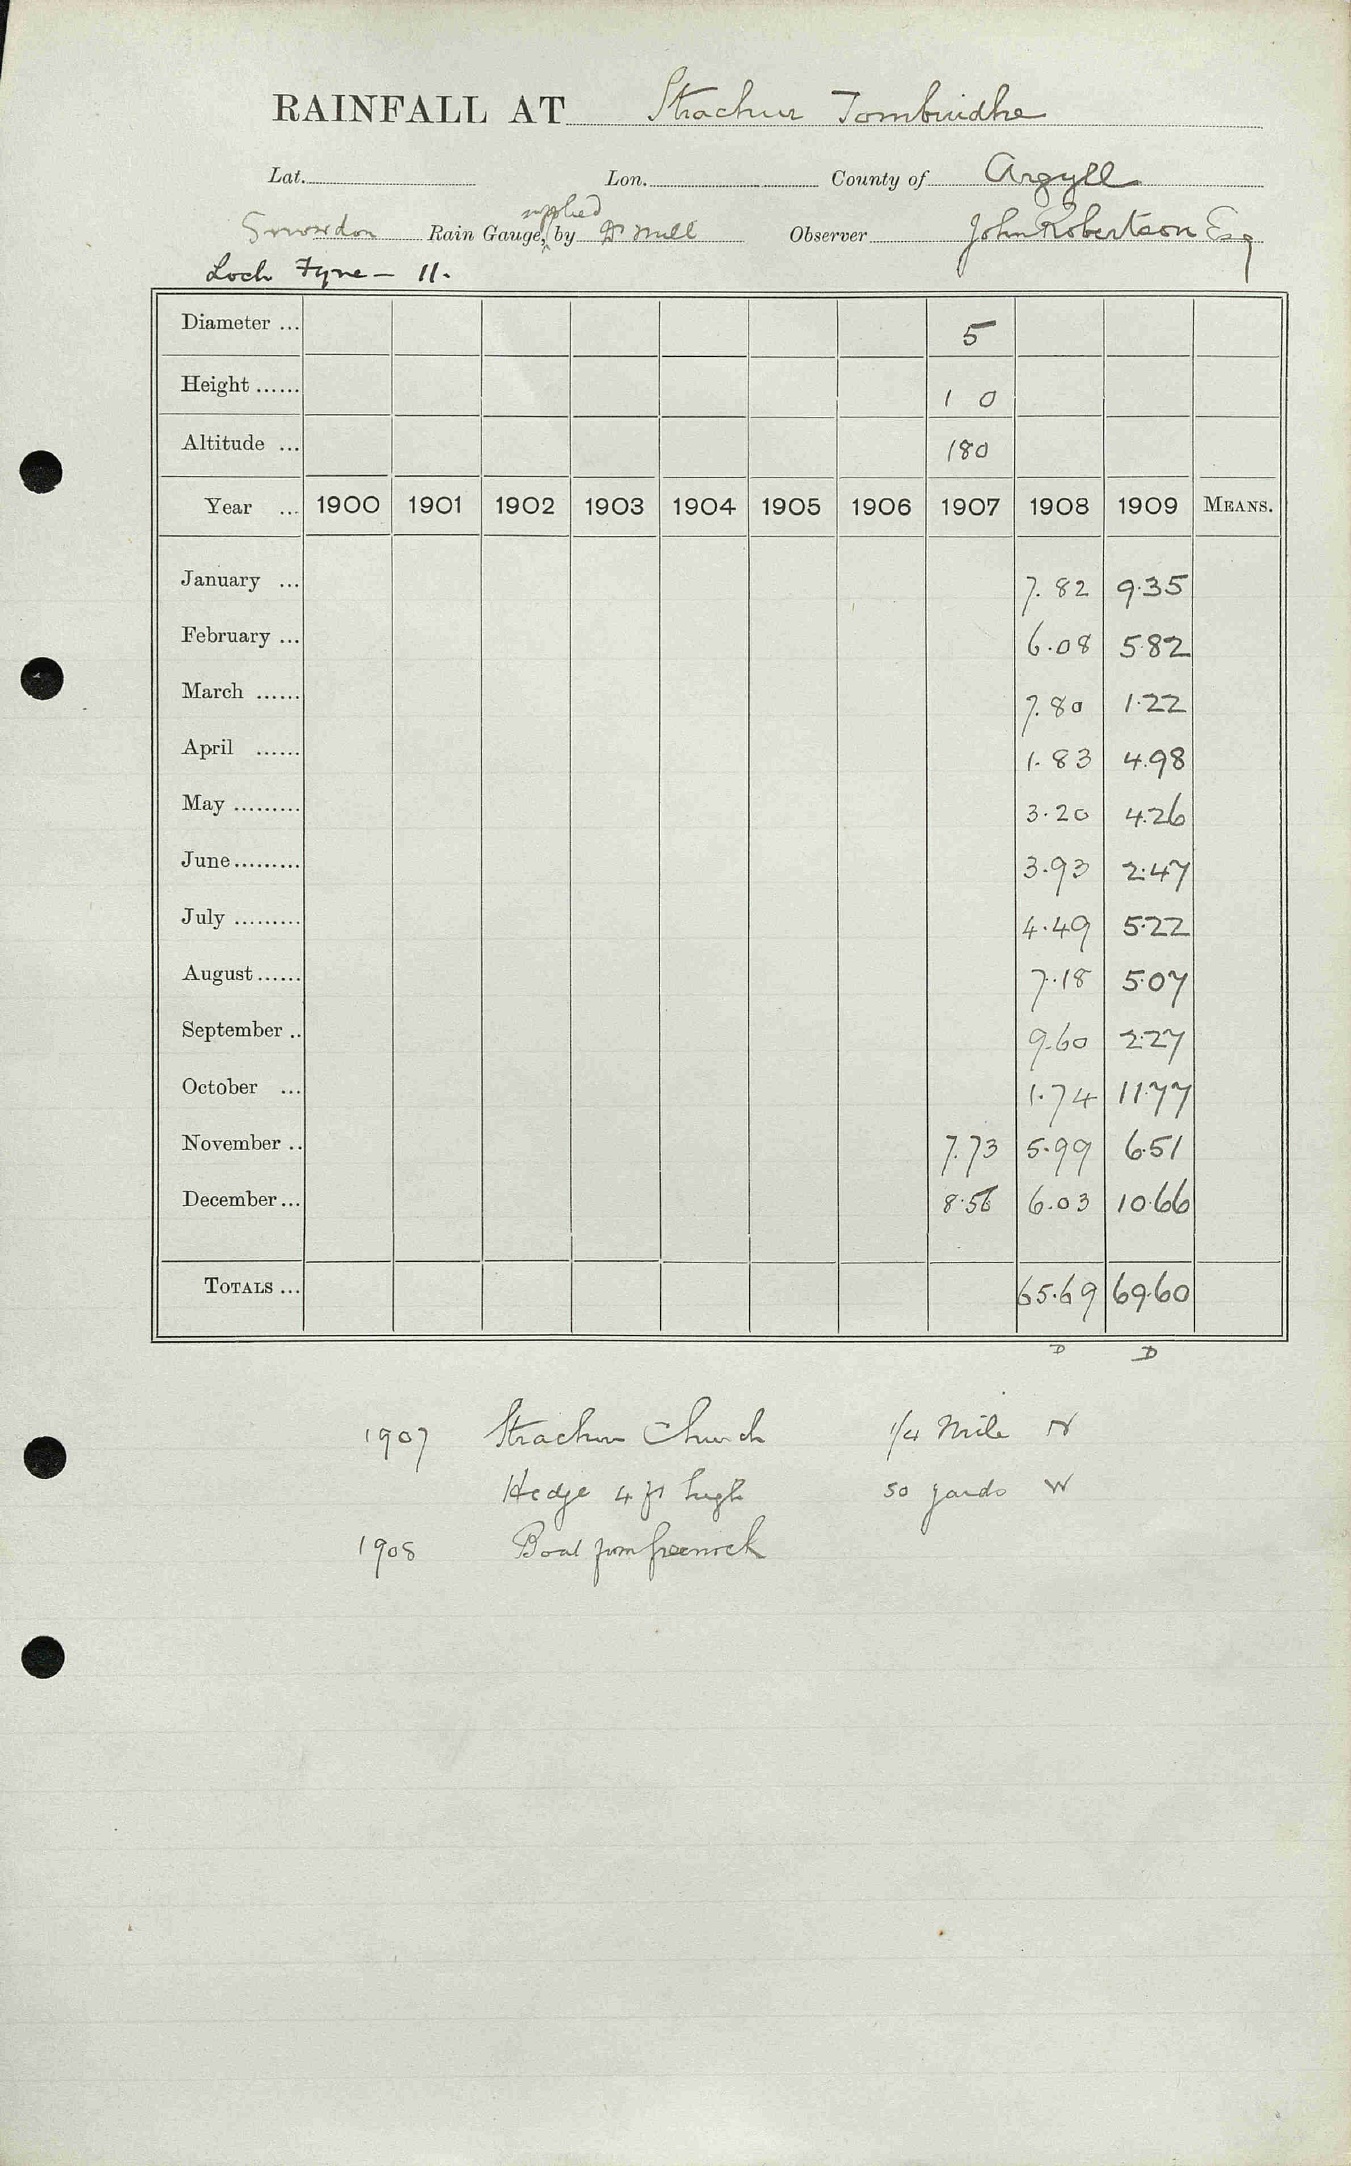 RAINFALL AT Strachur Tombuidhe
Lat. Lon. County of Argyll
supplied
Snowdon Rain Gauge, by Dr Mill Observer John Robertson Esq
Loch Fyne - 11.
Diameter ... 5
Height ...... 1 0
Altitude ... 180
Year ... 1900 1901 1902 1903 1904 1905 1906 1907 1908 1909 MEANS.
January ... 7.82 9.35
February ... 6.08 5.82
March ...... 7.80 1.22
April ...... 1.83 4.98
May ......... 3.20 4.26
June ......... 3.93 2.47
July ......... 4.49 5.22
August ...... 7.18 5.07
September .. 9.60 2.27
October ... 1.74 11.77
November .. 7.73 5.99 6.51
December ... 8.56 6.03 10.66
TOTALS ... 65.69 69.60
D D
1907 Strachur Church 1/4 Mile N
Hedge 4 ft high 50 yards W
1908 Boat from Greenock